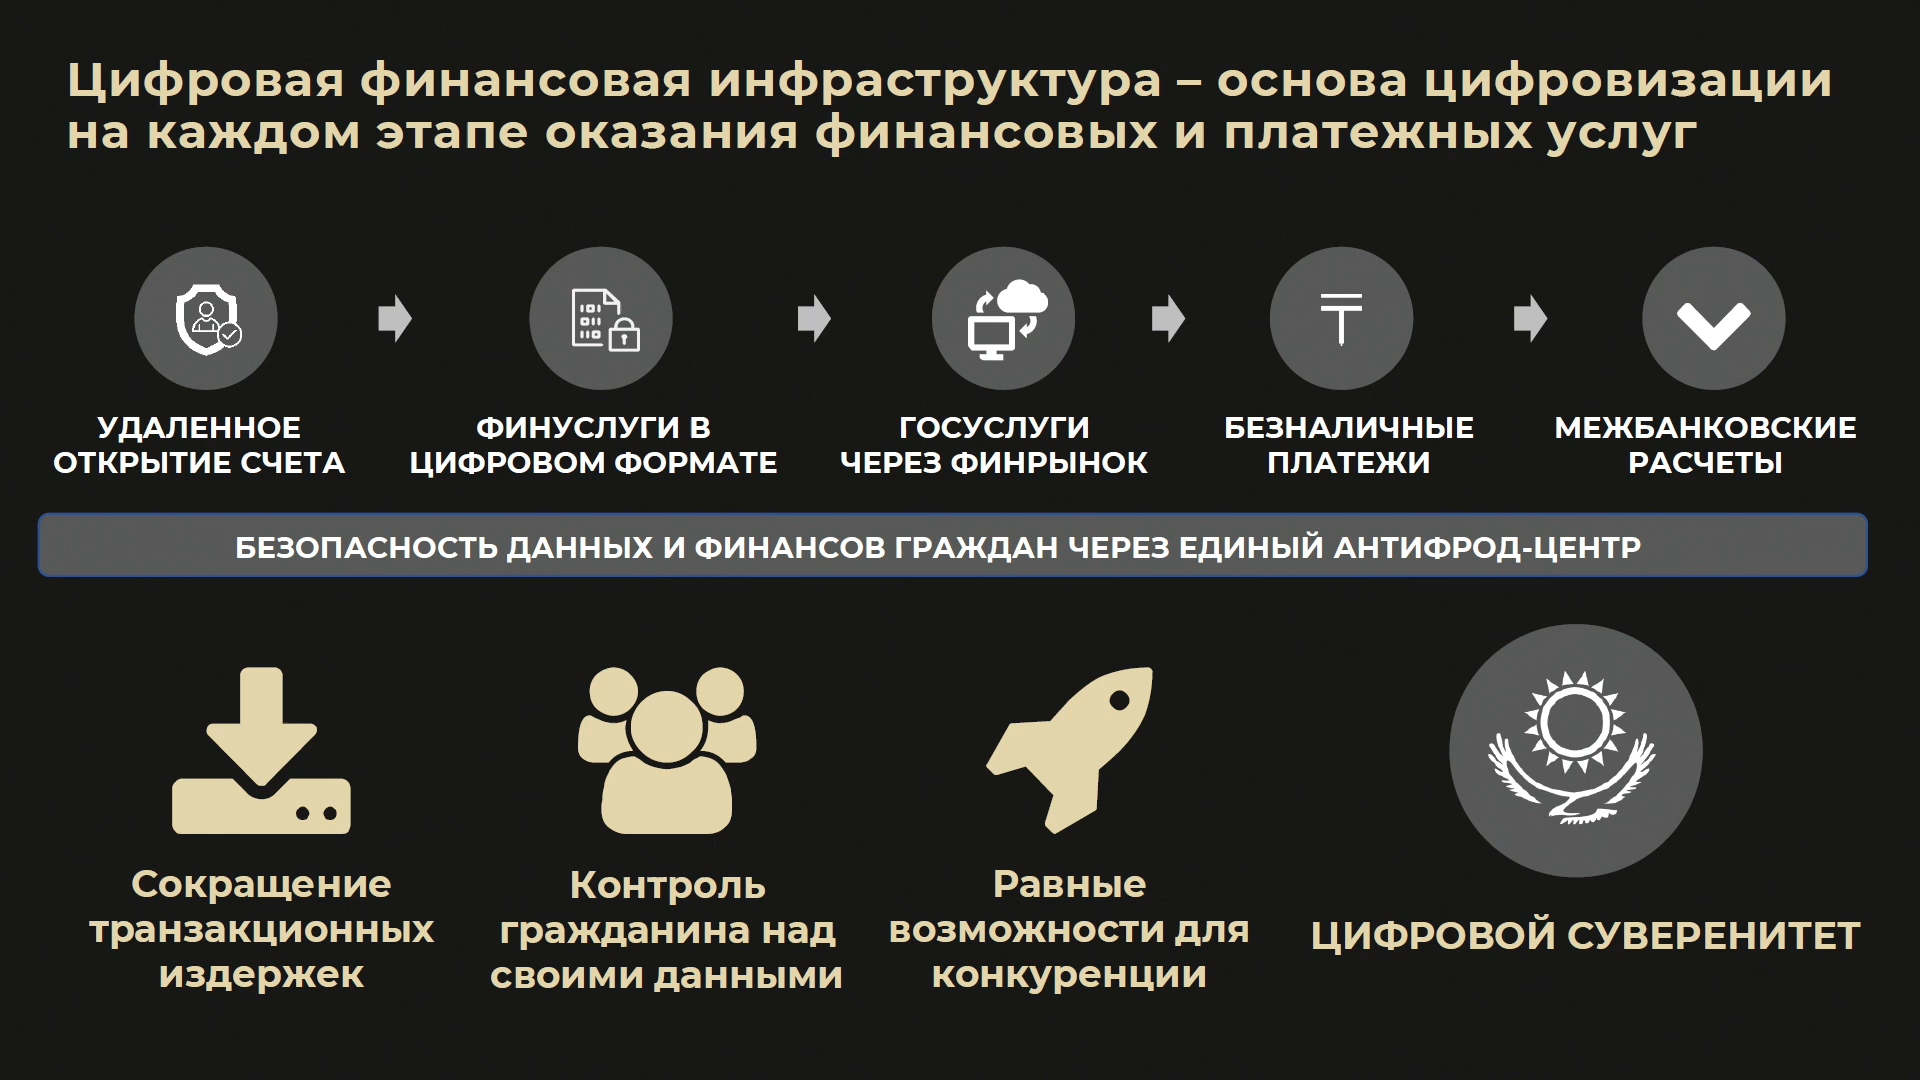 Цифровая финансовая инфраструктура – основа цифровизации
на каждом этапе оказания финансовых и платежных услуг
УДАЛЕННОЕ
ОТКРЫТИЕ СЧЕТА
ФИНУСЛУГИ В
ЦИФРОВОМ ФОРМАТЕ
ГОСУСЛУГИ
ЧЕРЕЗ ФИНРЫНОК
БЕЗНАЛИЧНЫЕ
ПЛАТЕЖИ
МЕЖБАНКОВСКИЕ
РАСЧЕТЫ
БЕЗОПАСНОСТЬ ДАННЫХ И ФИНАНСОВ ГРАЖДАН ЧЕРЕЗ ЕДИНЫЙ АНТИФРОД-ЦЕНТР
Сокращение
транзакционных
издержек
Контроль
гражданина над
своими данными
Равные
возможности для
конкуренции
ЦИФРОВОЙ СУВЕРЕНИТЕТ